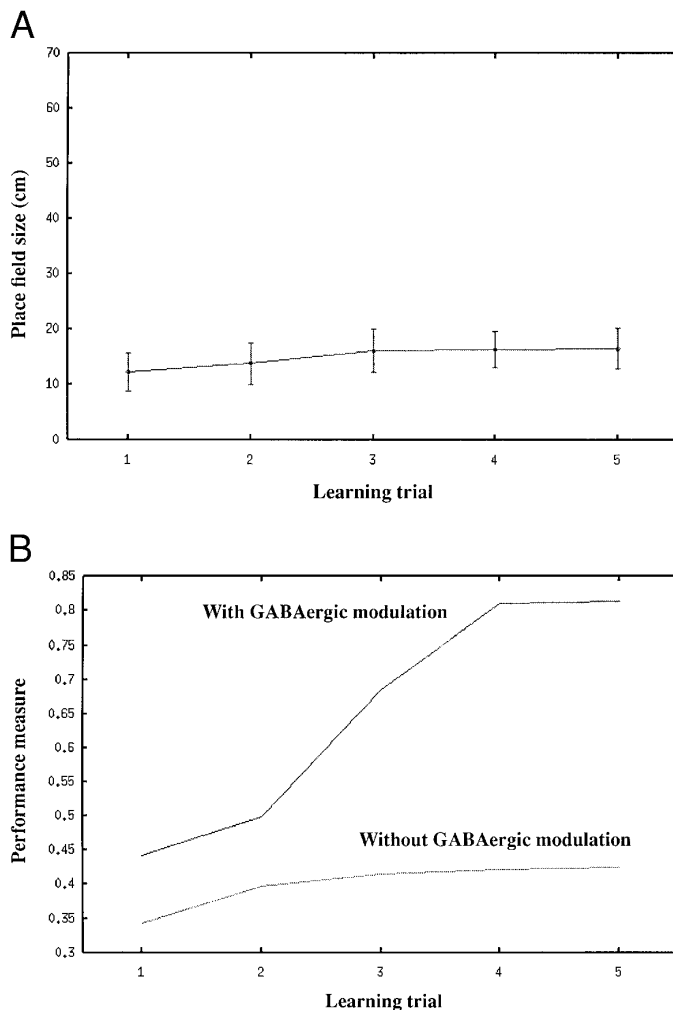 A
70
60
50
40
30
20
10
0
Place field size (cm)
1 2 3 4 5
Learning trial
B
0.85
0.8
0.75
0.7
0.65
0.6
0.55
0.5
0.45
0.4
0.35
0.3
Performance measure
With GABAergic modulation
Without GABAergic modulation
1 2 3 4 5
Learning trial